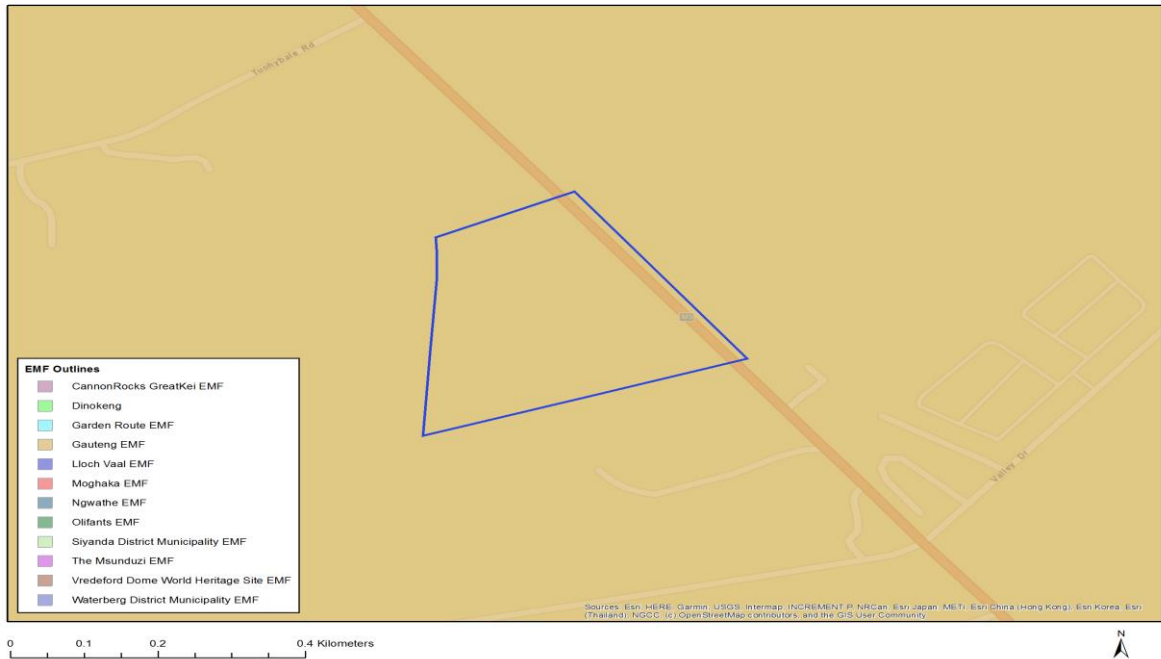 Tuohybale Rd
Valley Dr
EMF Outlines
CannonRocks GreatKei EMF
Dinokeng
Garden Route EMF
Gauteng EMF
Lloch Vaal EMF
Moghaka EMF
Ngwathe EMF
Olifants EMF
Siyanda District Municipality EMF
The Msunduzi EMF
Vredeford Dome World Heritage Site EMF
Waterberg District Municipality EMF
Sources: Esri, HERE, Garmin, USGS, Intermap, INCREMENT P, NRCan, Esri Japan, METI, Esri China (Hong Kong), Esri Korea, Esri
(Thailand), NGCC, (c) OpenStreetMap contributors, and the GIS User Community
0 0.1 0.2 0.4 Kilometers
N